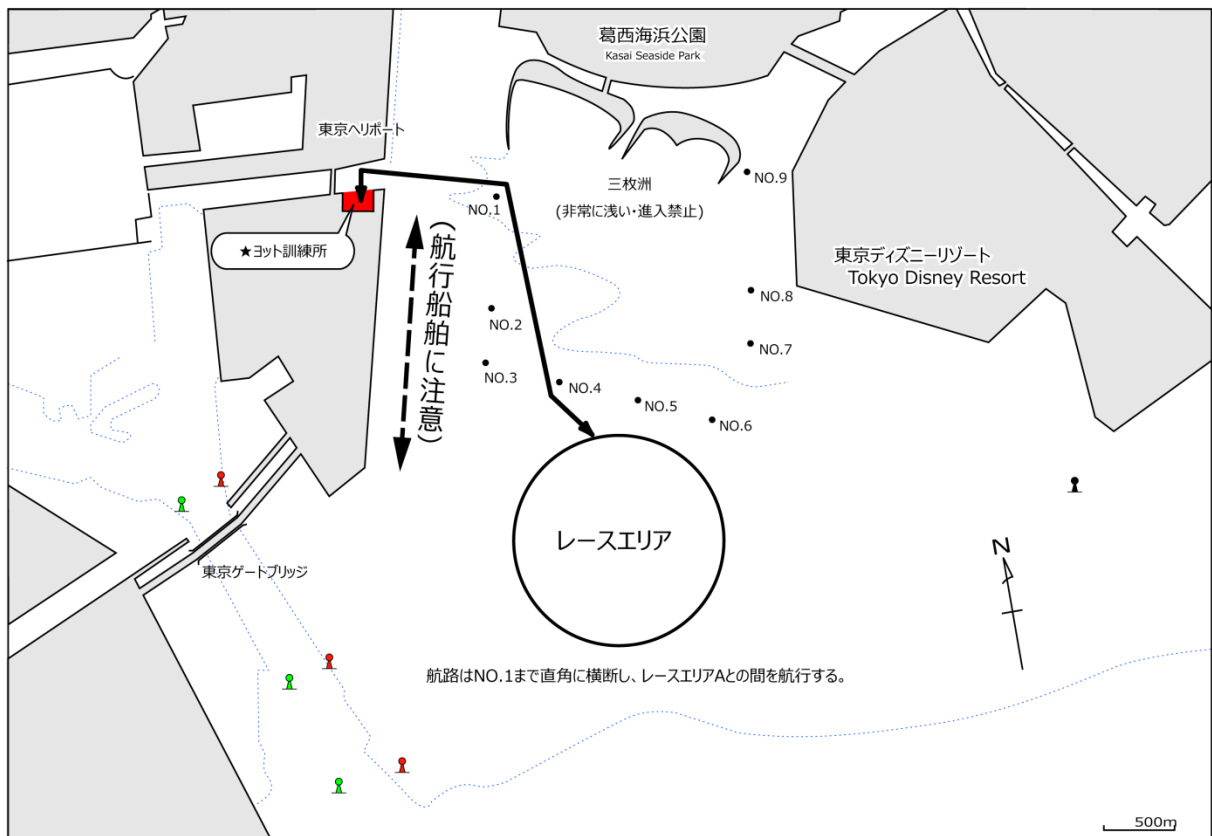 葛西海浜公園
Kasai Seaside Park
東京ヘリポート
三枚洲
(非常に浅い・進入禁止)
NO.9
NO.1
★ヨット訓練所
(航行船舶に注意)
東京ディズニーリゾート
Tokyo Disney Resort
NO.8
NO.2
NO.7
NO.3
NO.4
NO.5
NO.6
レースエリア
N
東京ゲートブリッジ
航路はNO.1まで直角に横断し、レースエリアAとの間を航行する。
500m